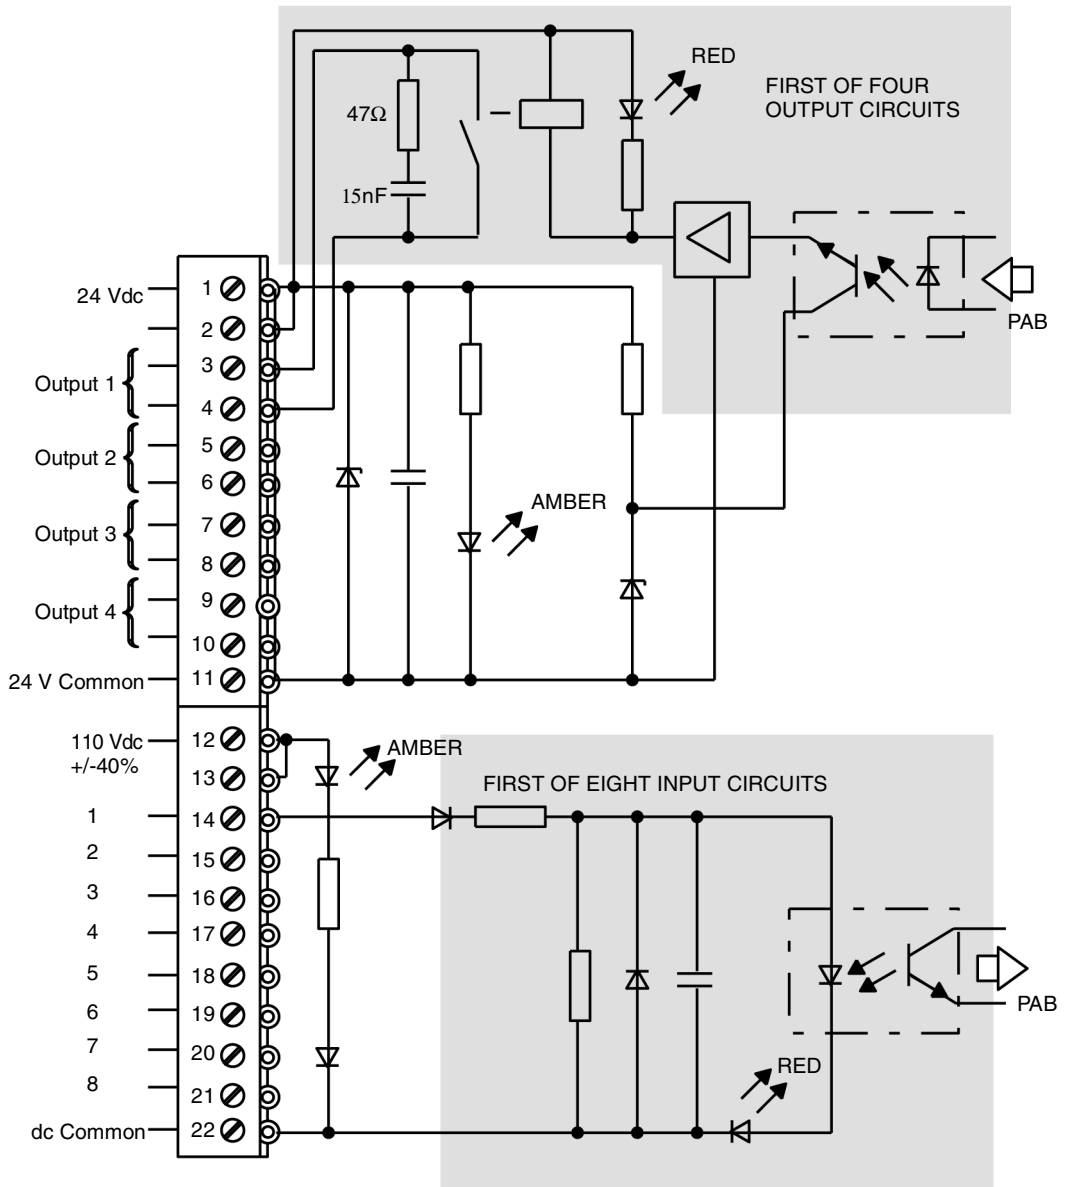 RED
FIRST OF FOUR
OUTPUT CIRCUITS
47Ω
15nF
PAB
24 Vdc
1
2
3
Output 1
4
5
Output 2
6
7
Output 3
8
9
Output 4
10
24 V Common
11
AMBER
110 Vdc
+/-40%
12
13
AMBER
FIRST OF EIGHT INPUT CIRCUITS
1
14
2
15
3
16
4
17
5
18
6
19
7
20
8
21
dc Common
22
PAB
RED